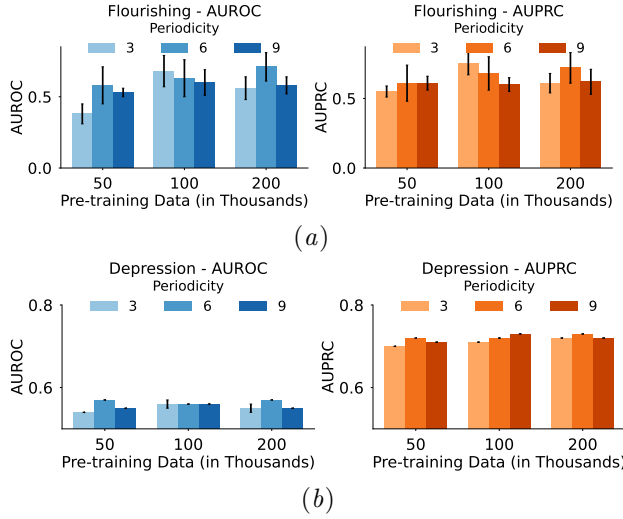 Flourishing - AUROC
Periodicity
3 6 9
AUROC
0.5
0.0
50 100 200
Pre-training Data (in Thousands)
Flourishing - AUPRC
Periodicity
3 6 9
AUPRC
0.5
0.0
50 100 200
Pre-training Data (in Thousands)
(a)
Depression - AUROC
Periodicity
3 6 9
AUROC
0.8
0.6
50 100 200
Pre-training Data (in Thousands)
Depression - AUPRC
Periodicity
3 6 9
AUPRC
0.8
0.6
50 100 200
Pre-training Data (in Thousands)
(b)